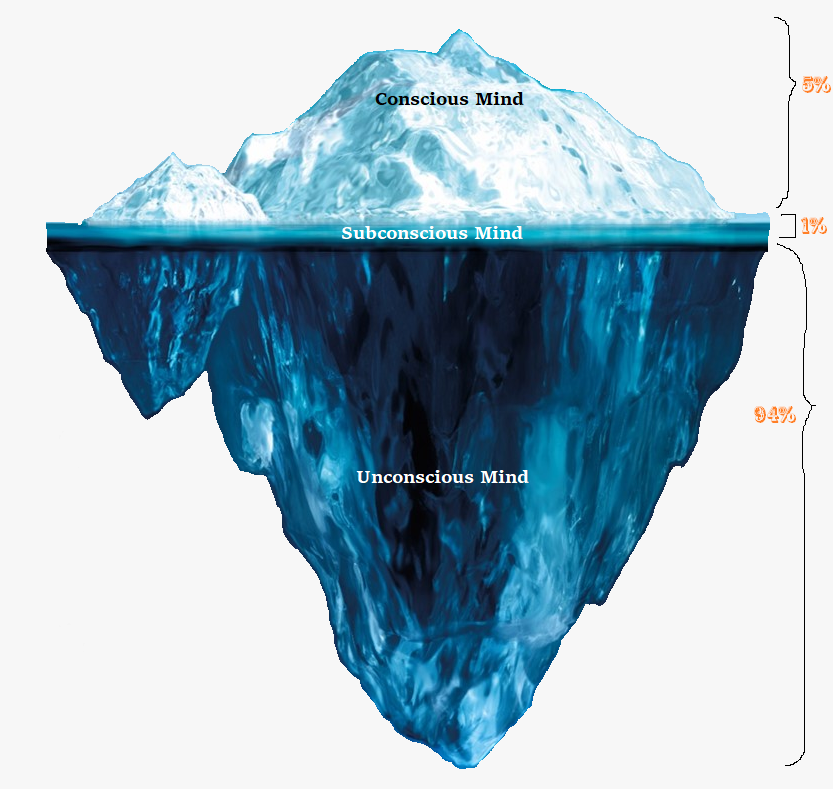 Conscious Mind
5%
Subconscious Mind
1%
94%
Unconscious Mind